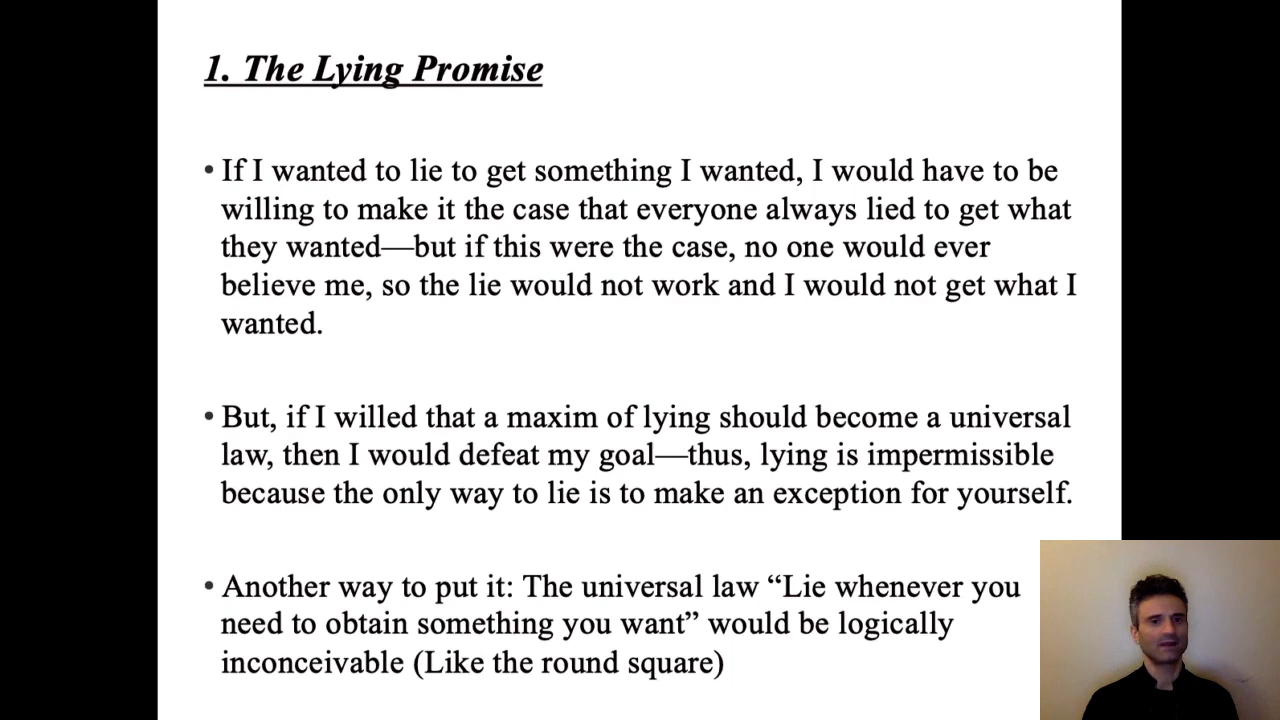 1. The Lying Promise
• If I wanted to lie to get something I wanted, I would have to be
willing to make it the case that everyone always lied to get what
they wanted—but if this were the case, no one would ever
believe me, so the lie would not work and I would not get what I
wanted.
• But, if I willed that a maxim of lying should become a universal
law, then I would defeat my goal—thus, lying is impermissible
because the only way to lie is to make an exception for yourself.
• Another way to put it: The universal law “Lie whenever you
need to obtain something you want” would be logically
inconceivable (Like the round square)